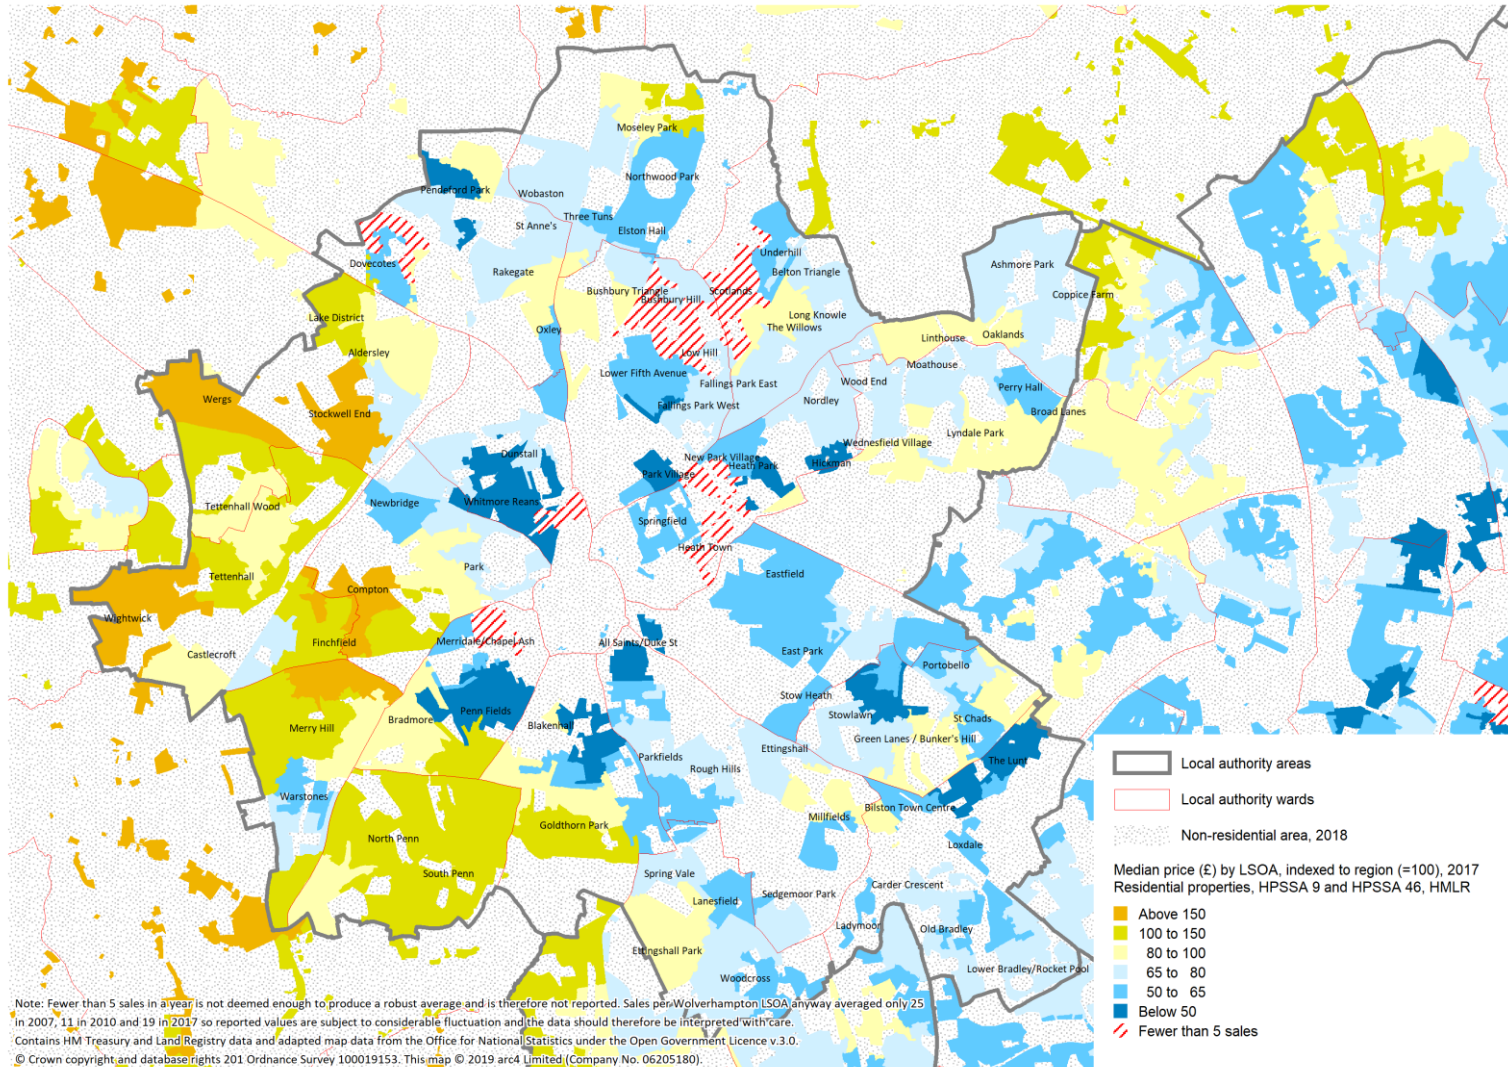 Moseley Park
Northwood Park
Pendeford Park
Wobaston
Three Tuns
St Anne's
Elston Hall
Underhill
Dovecotes
Rakegate
Belton Triangle
Ashmore Park
Bushbury Triangle
Bushbury Hill
Scotlands
Coppice Farm
Lake District
Long Knowle
The Willows
Oxley
Linthouse
Oaklands
Aldersley
Low Hill
Moathouse
Lower Fifth Avenue
Fallings Park East
Wood End
Perry Hall
Wergs
Stockwell End
Fallings Park West
Nordley
Broad Lanes
Lyndale Park
Wednesfield Village
Dunstall
New Park Village
Heath Park
Hickman
Park Village
Tettenhall Wood
Newbridge
Whitmore Reans
Springfield
Heath Town
Park
Eastfield
Tettenhall
Compton
Wightwick
Finchfield
Merridale/Chapel Ash
All Saints/Duke St
Castlecroft
East Park
Portobello
Stow Heath
Merry Hill
Bradmore
Penn Fields
Blakenhall
Stowlawn
St Chads
Green Lanes / Bunker's Hill
Ettingshall
Parkfields
Rough Hills
The Lunt
Warstones
Bilston Town Centre
Millfields
Goldthorn Park
North Penn
Loxdale
South Penn
Spring Vale
Sedgemoor Park
Carder Crescent
Lanesfield
Ladymoor
Old Bradley
Ettingshall Park
Woodcross
Lower Bradley/Rocket Pool
Local authority areas
Local authority wards
Non-residential area, 2018
Median price (£) by LSOA, indexed to region (=100), 2017
Residential properties, HPSSA 9 and HPSSA 46, HMLR
Above 150
100 to 150
80 to 100
65 to 80
50 to 65
Below 50
Fewer than 5 sales
Note: Fewer than 5 sales in a year is not deemed enough to produce a robust average and is therefore not reported. Sales per Wolverhampton LSOA anyway averaged only 25
in 2007, 11 in 2010 and 19 in 2017 so reported values are subject to considerable fluctuation and the data should therefore be interpreted with care.
Contains HM Treasury and Land Registry data and adapted map data from the Office for National Statistics under the Open Government Licence v.3.0.
© Crown copyright and database rights 201 Ordnance Survey 100019153. This map © 2019 arc4 Limited (Company No. 06205180).